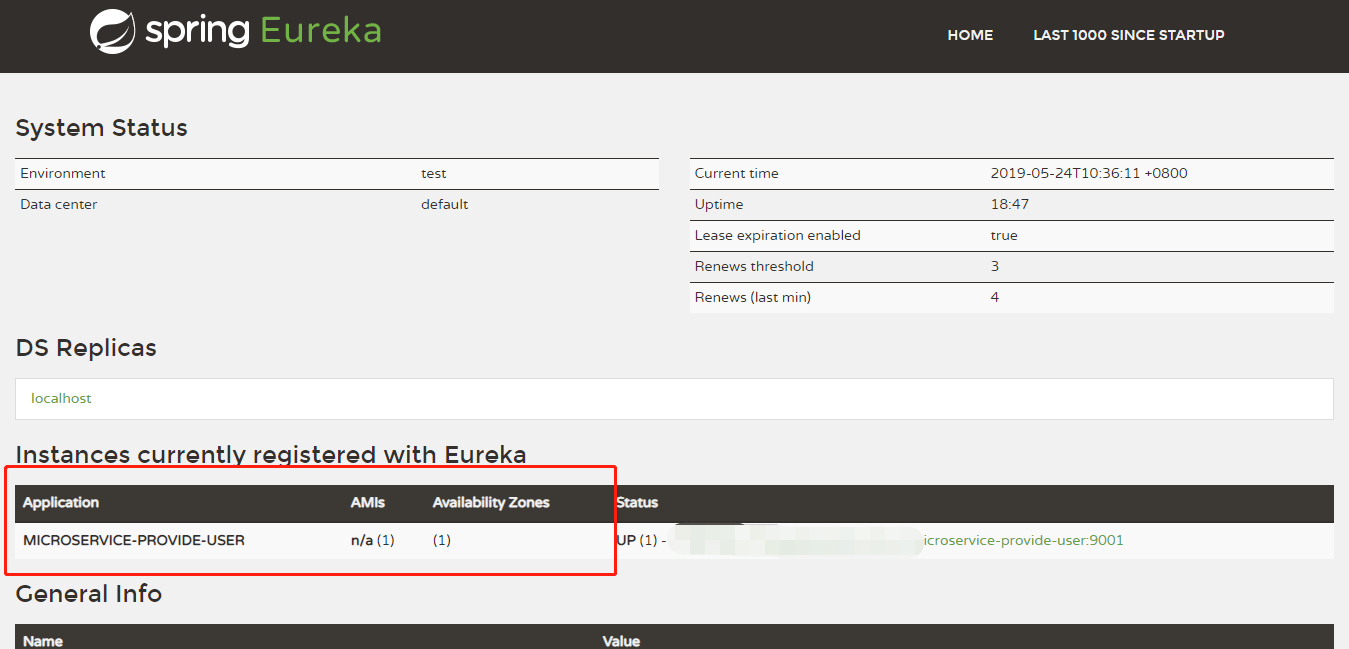 spring Eureka
HOME LAST 1000 SINCE STARTUP
System Status
Environment test
Data center default
Current time 2019-05-24T10:36:11 +0800
Uptime 18:47
Lease expiration enabled true
Renews threshold 3
Renews (last min) 4
DS Replicas
localhost
Instances currently registered with Eureka
Application AMIs Availability Zones Status
MICROSERVICE-PROVIDE-USER n/a (1) (1) UP (1) - icroservice-provide-user:9001
General Info
Name Value